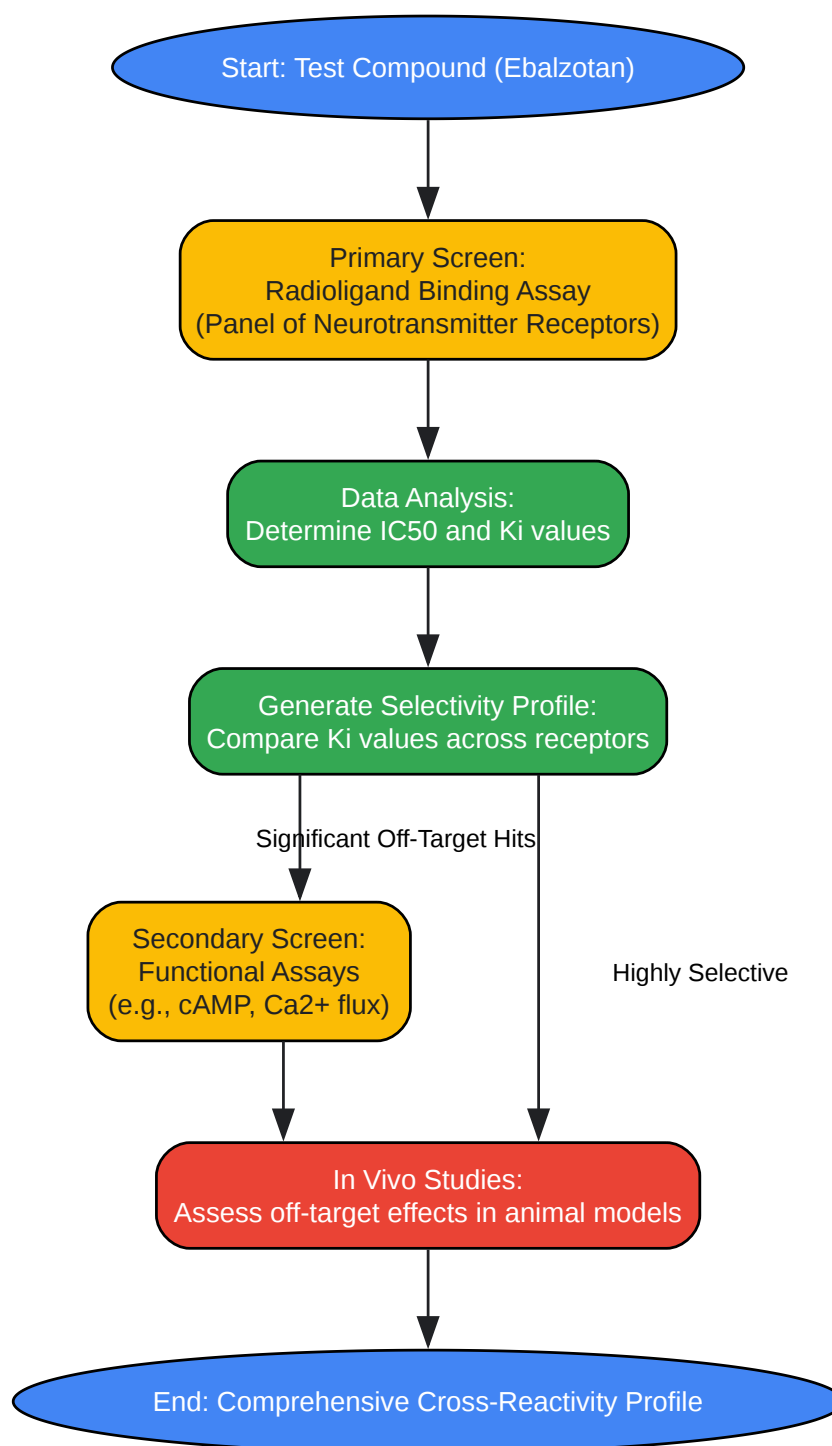 Start: Test Compound (Ebalzotan)
Primary Screen:
Radioligand Binding Assay
(Panel of Neurotransmitter Receptors)
Data Analysis:
Determine IC50 and Ki values
Generate Selectivity Profile:
Compare Ki values across receptors
Significant Off-Target Hits
Secondary Screen:
Functional Assays
(e.g., cAMP, Ca2+ flux)
Highly Selective
In Vivo Studies:
Assess off-target effects in animal models
End: Comprehensive Cross-Reactivity Profile